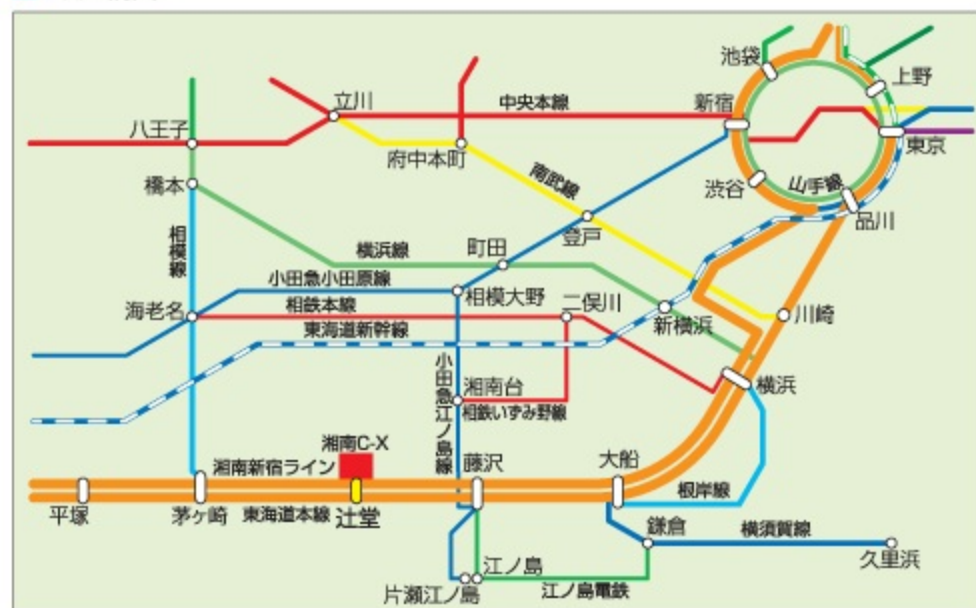 池袋
上野
新宿
立川
中央本線
八王子
東京
府中本町
橋本
渋谷
山手線
南武線
品川
相模線
横浜線
町田
登戸
小田急小田原線
相模大野
海老名
相鉄本線
二俣川
新横浜
川崎
東海道新幹線
小田急江ノ島線
湘南台
横浜
相鉄いずみ野線
湘南C-X
湘南新宿ライン
藤沢
大船
根岸線
平塚
茅ヶ崎
東海道本線
辻堂
鎌倉
横須賀線
久里浜
江ノ島
片瀬江ノ島
江ノ島電鉄